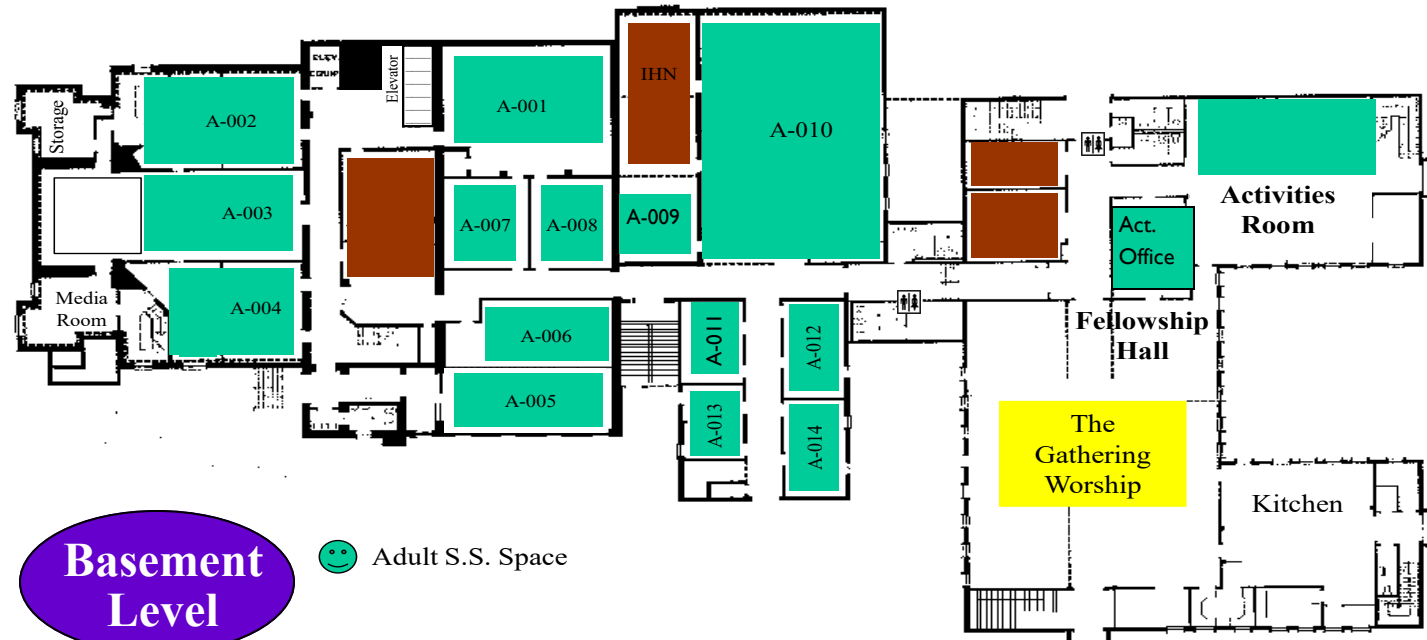 ELEV.
EQUIP.
Elevator
Storage
A-002
A-001
IHN
A-010
A-003
A-007
A-008
A-009
Activities
Room
Act.
Office
Media
Room
A-004
A-006
A-011
A-012
Fellowship
Hall
A-005
A-013
A-014
The
Gathering
Worship
Kitchen
Basement
Level
Adult S.S. Space